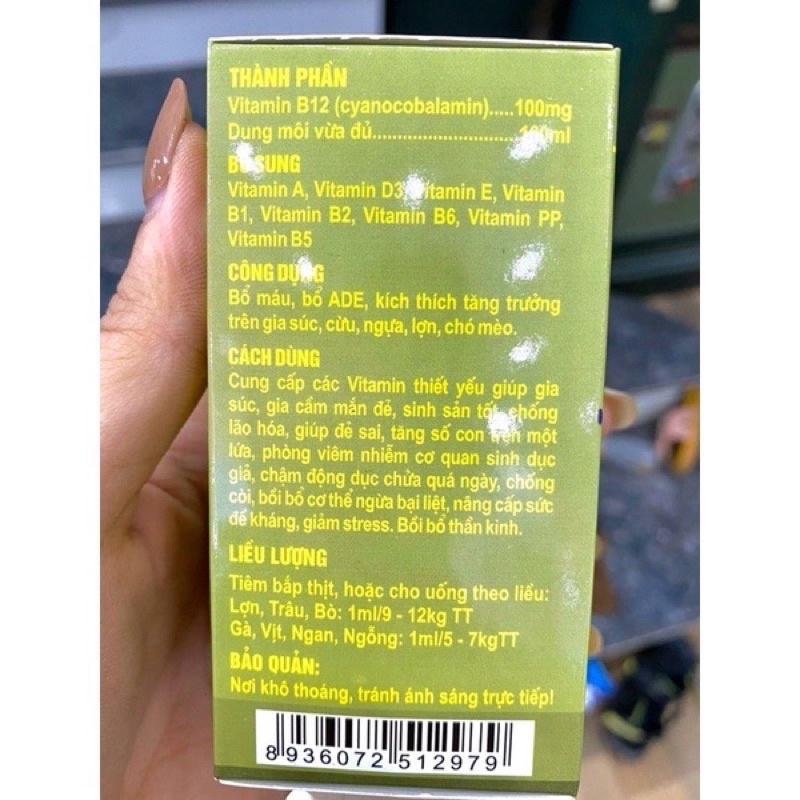 THÀNH PHẦN
Vitamin B12 (cyanocobalamin).....100mg
Dung môi vừa đủ............................100ml
BỔ SUNG
Vitamin A, Vitamin D3, Vitamin E, Vitamin
B1, Vitamin B2, Vitamin B6, Vitamin PP,
Vitamin B5
CÔNG DỤNG
Bổ máu, bổ ADE, kích thích tăng trưởng
trên gia súc, cừu, ngựa, lợn, chó mèo.
CÁCH DÙNG
Cung cấp các Vitamin thiết yếu giúp gia
súc, gia cầm mắn đẻ, sinh sản tốt, chống
lão hóa, giúp đẻ sai, tăng số con trên một
lứa, phòng viêm nhiễm cơ quan sinh dục
giả, chậm động dục chửa quá ngày, chống
còi, bồi bổ cơ thể ngừa bại liệt, nâng cấp sức
đề kháng, giảm stress. Bồi bổ thần kinh.
LIỀU LƯỢNG
Tiêm bắp thịt, hoặc cho uống theo liều:
Lợn, Trâu, Bò: 1ml/9 - 12kg TT
Gà, Vịt, Ngan, Ngỗng: 1ml/5 - 7kgTT
BẢO QUẢN:
Nơi khô thoáng, tránh ánh sáng trực tiếp!
8 936072 512979